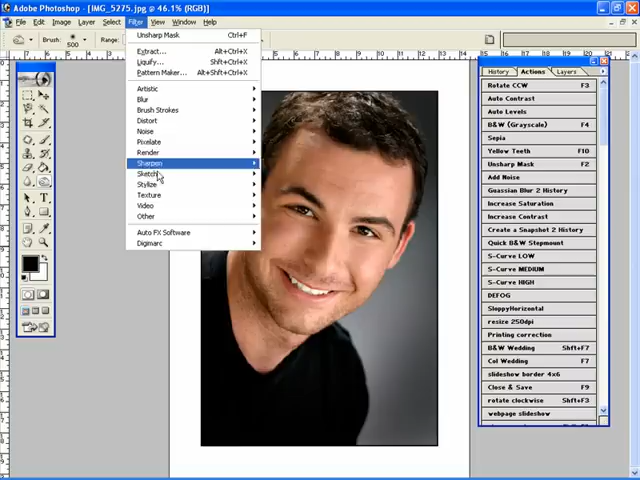 Adobe Photoshop - [IMG_5275.jpg @ 46.1% (RGB)]
File Edit Image Layer Select Filter View Window Help
Brush: 500 Range:
Unsharp Mask Ctrl+F
Extract... Alt+Ctrl+X
Liquify... Shft+Ctrl+X
Pattern Maker... Alt+Shft+Ctrl+X
Artistic
Blur
Brush Strokes
Distort
Noise
Pixelate
Render
Sharpen
Sketch
Stylize
Texture
Video
Other
Auto FX Software
Digimarc
History Actions Layers
Rotate CCW F3
Auto Contrast
Auto Levels
B&W (Grayscale) F4
Sepia
Yellow Teeth F10
Unsharp Mask F2
Add Noise
Guassian Blur 2 History
Increase Saturation
Increase Contrast
Create a Snapshot 2 History
Quick B&W Stepmount
S-Curve LOW
S-Curve MEDIUM
S-Curve HIGH
DEFOG
SloppyHorizontal
resize 250dpi
Printing correction
B&W Wedding Shft+F7
Col Wedding F7
slideshow border 4x6
Close & Save F9
rotate clockwise Shft+F3
webpage slideshow